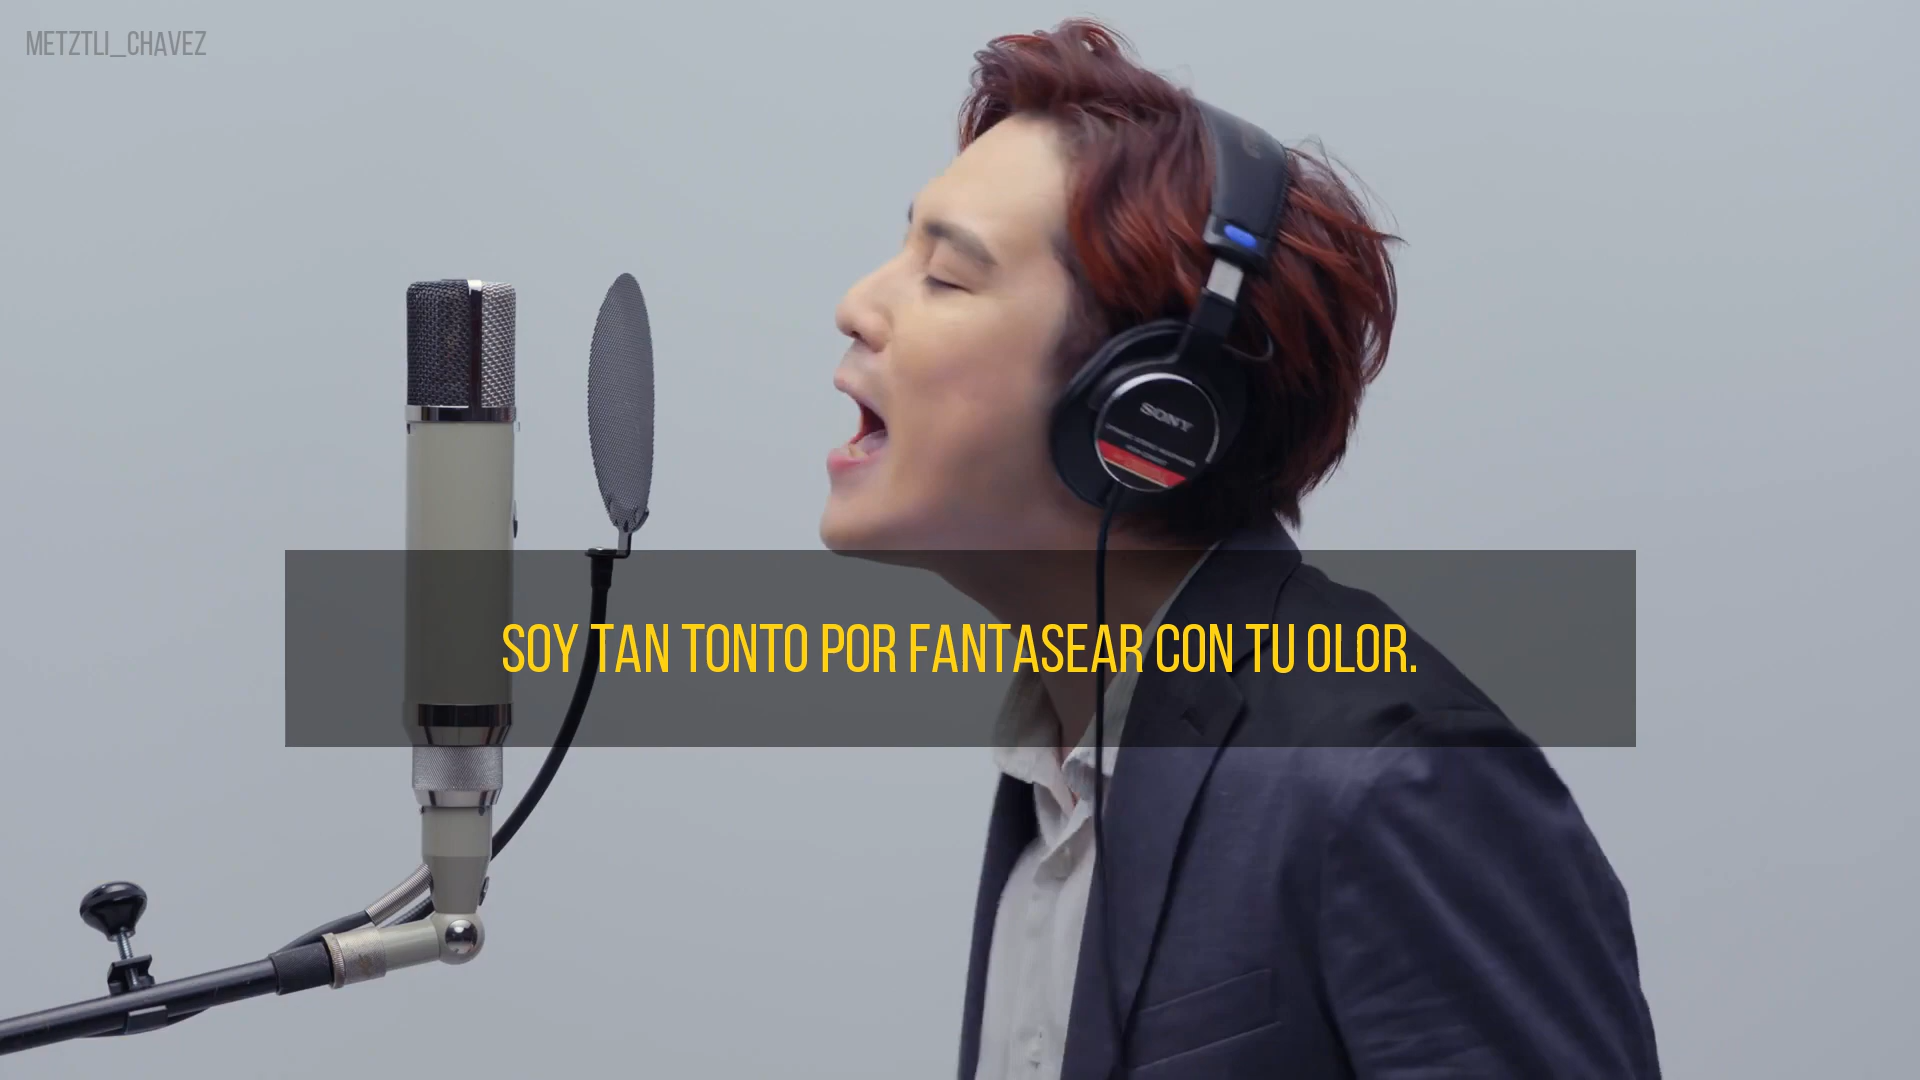 METZTLI_CHAVEZ
SONY
SOY TAN TONTO POR FANTASEAR CON TU OLOR.